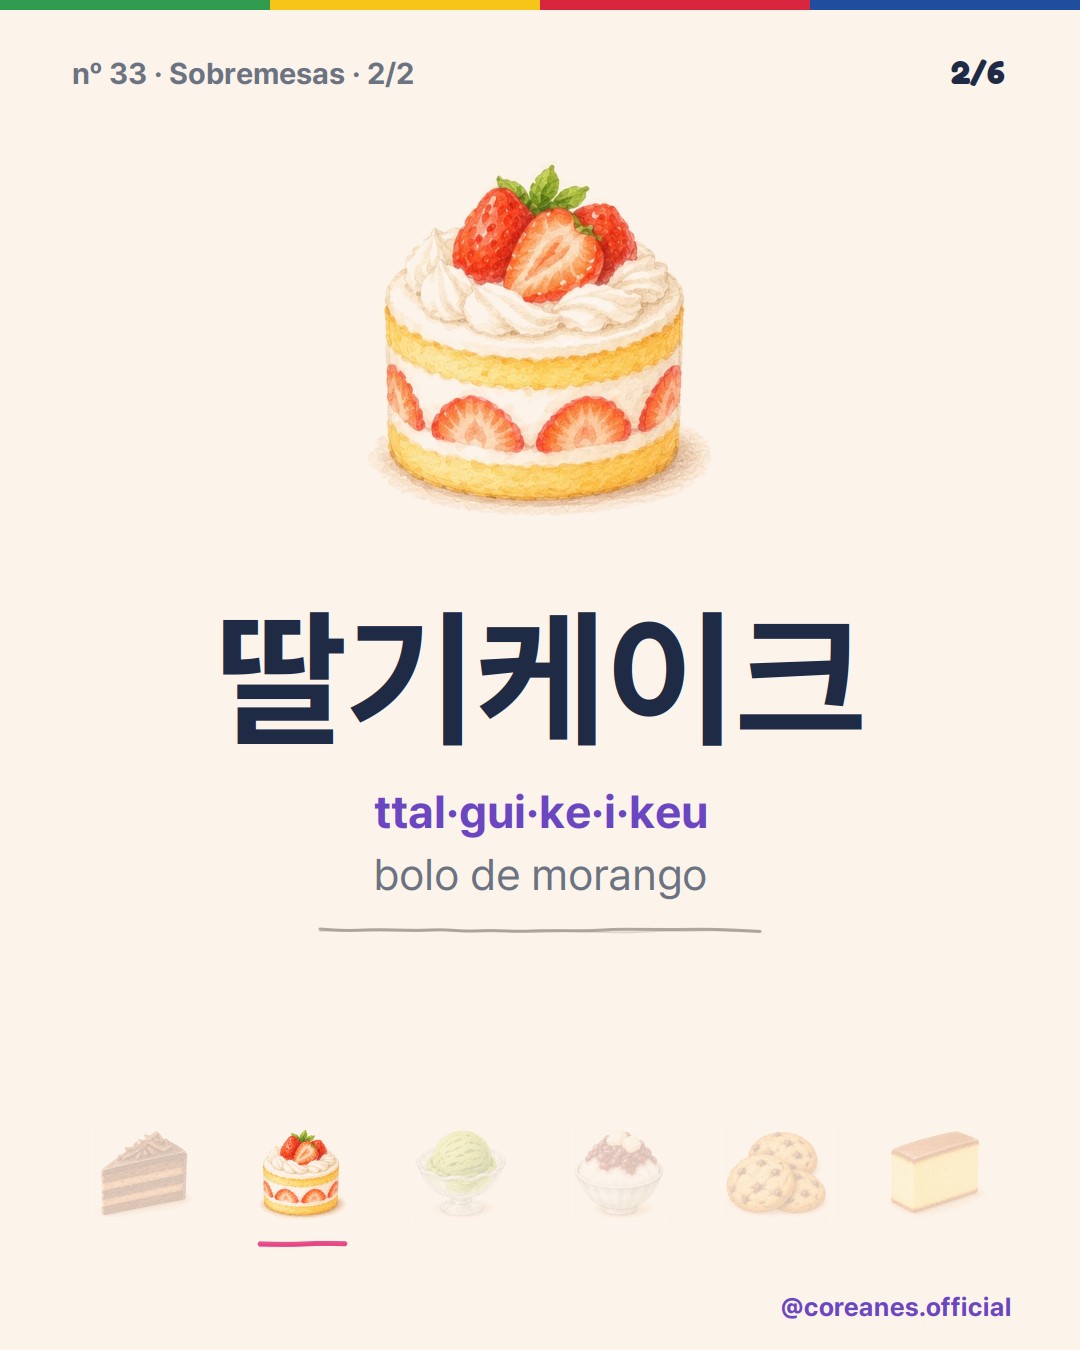 nº 33 · Sobremesas · 2/2
2/6
딸기케이크
ttal·gui·ke·i·keu
bolo de morango
@coreanes.official